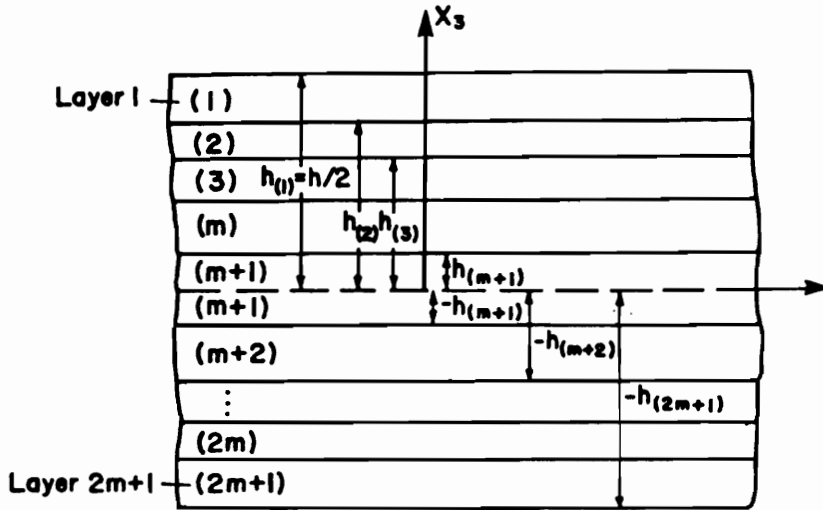 X₃
Layer 1
(1)
(2)
(3)
h₍₁₎=h/2
h₍₂₎
h₍₃₎
(m)
(m+1)
h₍ₘ₊₁₎
(m+1)
-h₍ₘ₊₁₎
(m+2)
-h₍ₘ₊₂₎
⋮
-h₍₂ₘ₊₁₎
(2m)
Layer 2m+1
(2m+1)